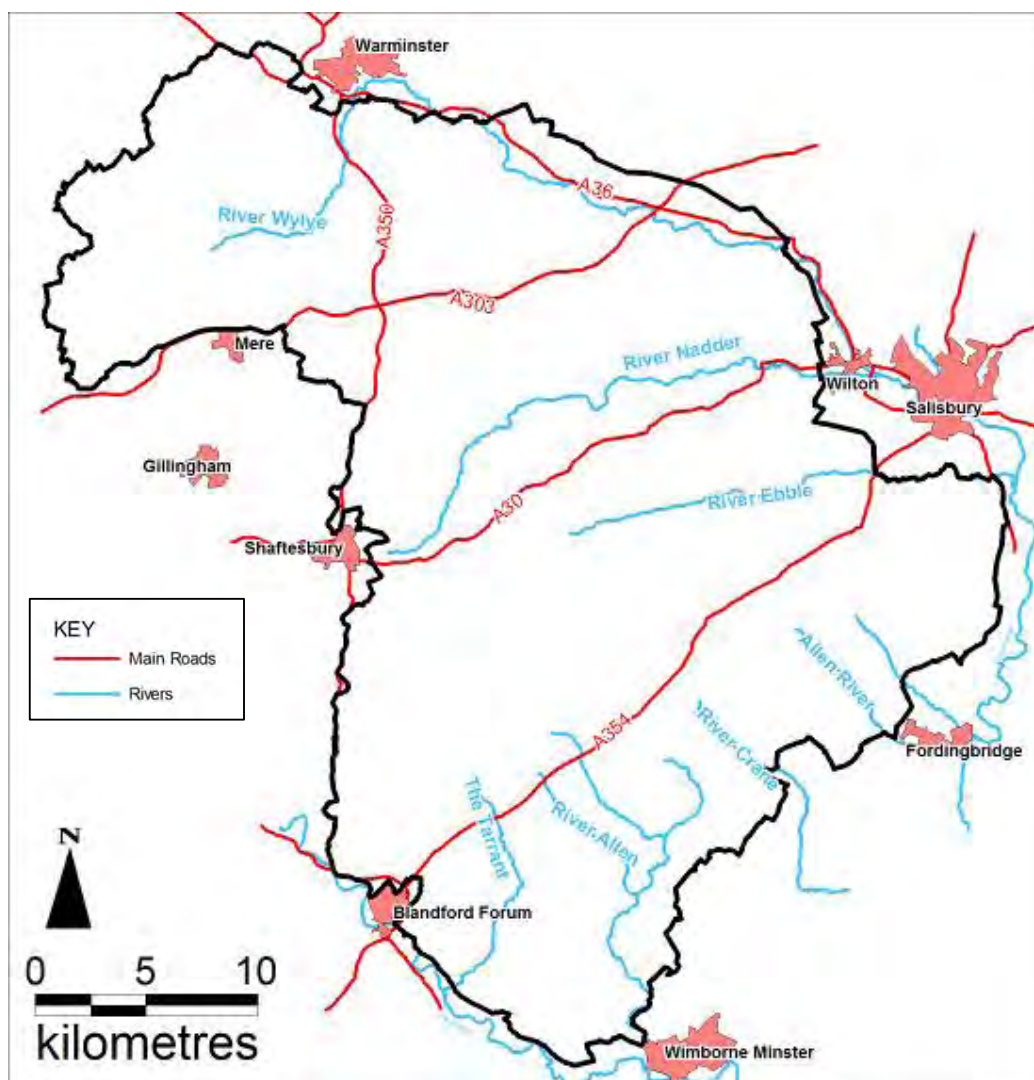 Warminster
A36
River Wylye
A350
A303
Mere
River Nadder
Wilton
Salisbury
Gillingham
River Ebble
A30
Shaftesbury
KEY
Main Roads
Rivers
Allen River
Fordingbridge
River Crane
A354
The Tarrant
River Allen
N
Blandford Forum
0 5 10
kilometres
Wimborne Minster